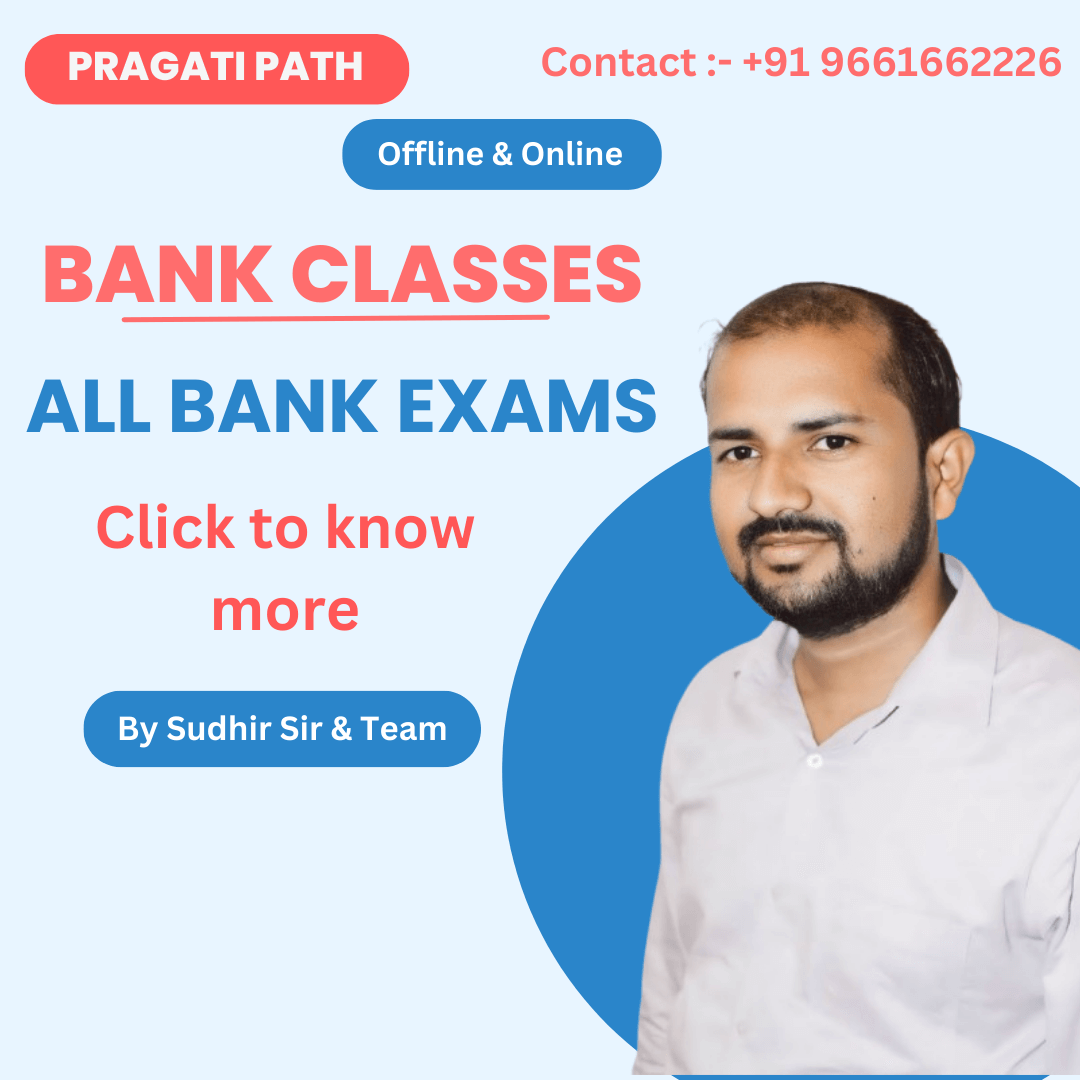 PRAGATI PATH
Contact :- +91 9661662226
Offline & Online
BANK CLASSES
ALL BANK EXAMS
Click to know
more
By Sudhir Sir & Team